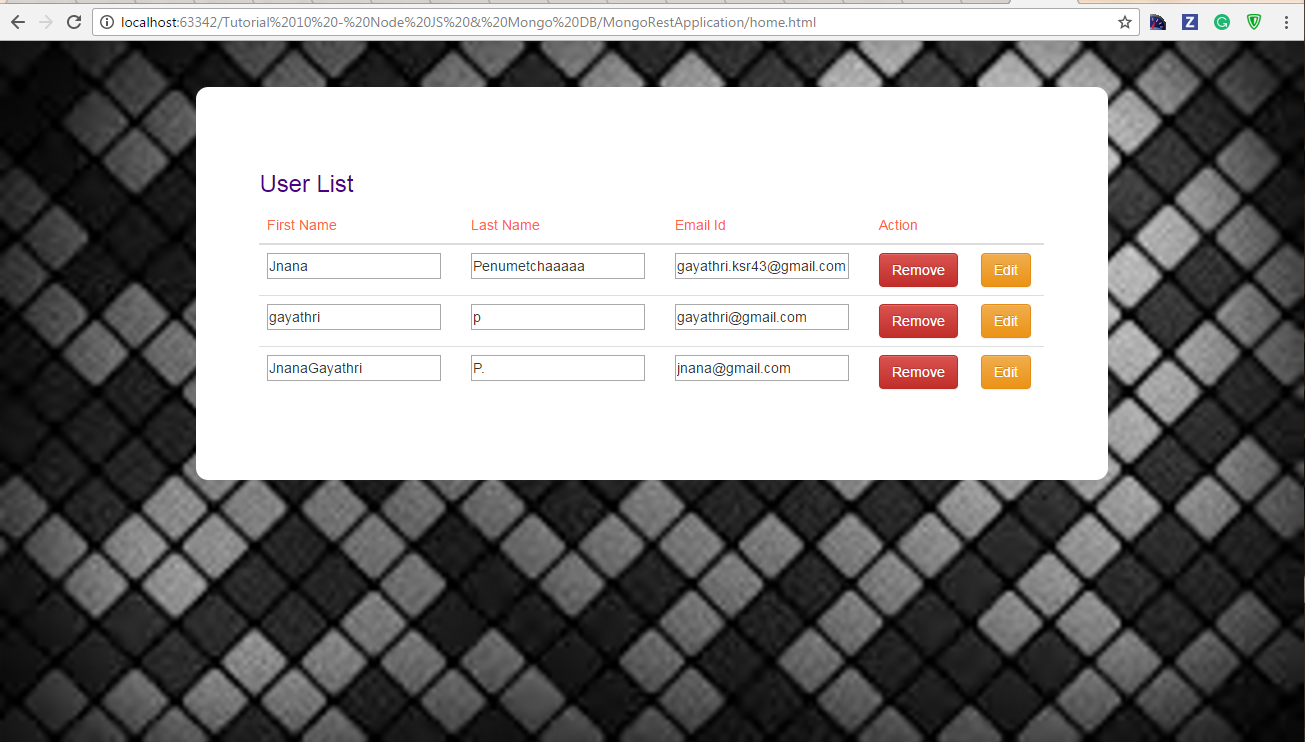 localhost:63342/Tutorial%2010%20-%20Node%20JS%20&%20Mongo%20DB/MongoRestApplication/home.html
User List
First Name Last Name Email Id Action
Jnana Penumetchaaaaa gayathri.ksr43@gmail.com Remove Edit
gayathri p gayathri@gmail.com Remove Edit
JnanaGayathri P. jnana@gmail.com Remove Edit